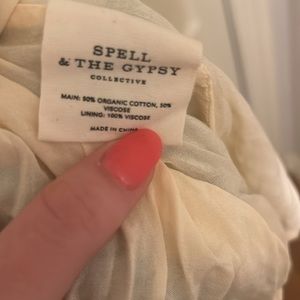 SPELL
& THE GYPSY
COLLECTIVE
MAIN: 50% ORGANIC COTTON, 50%
VISCOSE
LINING: 100% VISCOSE
MADE IN CHINA